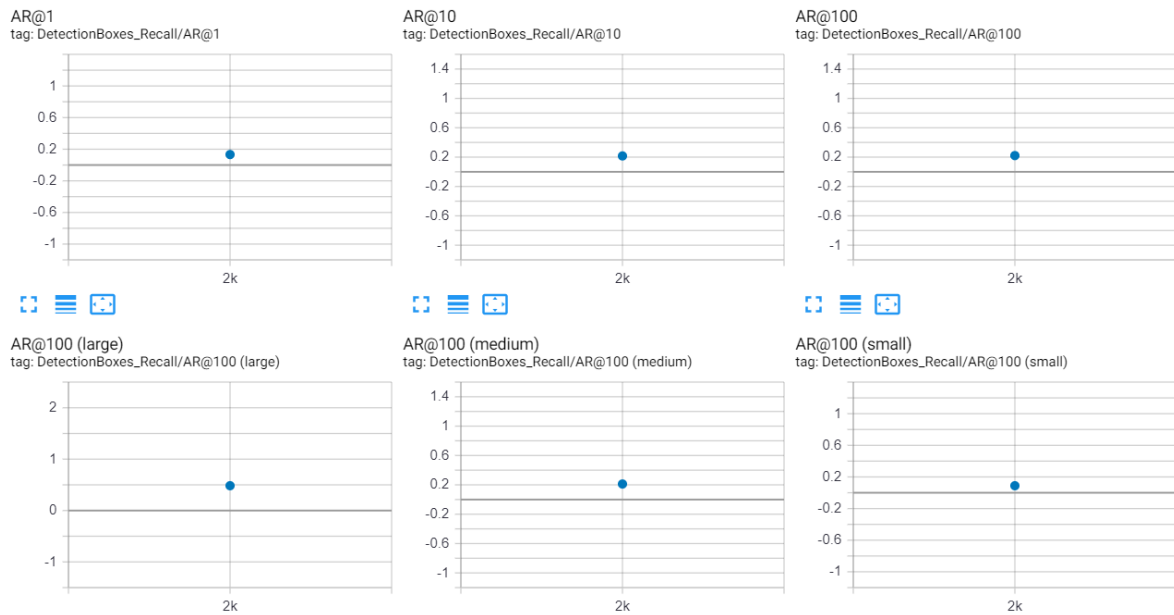 AR@1
tag: DetectionBoxes_Recall/AR@1
1
0.6
0.2
-0.2
-0.6
-1
2k
AR@10
tag: DetectionBoxes_Recall/AR@10
1.4
1
0.6
0.2
-0.2
-0.6
-1
2k
AR@100
tag: DetectionBoxes_Recall/AR@100
1.4
1
0.6
0.2
-0.2
-0.6
-1
2k
AR@100 (large)
tag: DetectionBoxes_Recall/AR@100 (large)
2
1
0
-1
2k
AR@100 (medium)
tag: DetectionBoxes_Recall/AR@100 (medium)
1.4
1
0.6
0.2
-0.2
-0.6
-1
2k
AR@100 (small)
tag: DetectionBoxes_Recall/AR@100 (small)
1
0.6
0.2
-0.2
-0.6
-1
2k